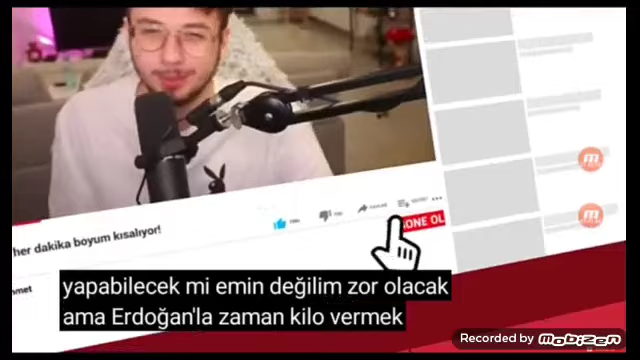 ONE OL
her dakika boyum kısalıyor!
yapabilecek mi emin değilim zor olacak
ama Erdoğan'la zaman kilo vermek
Recorded by MOBIZEN